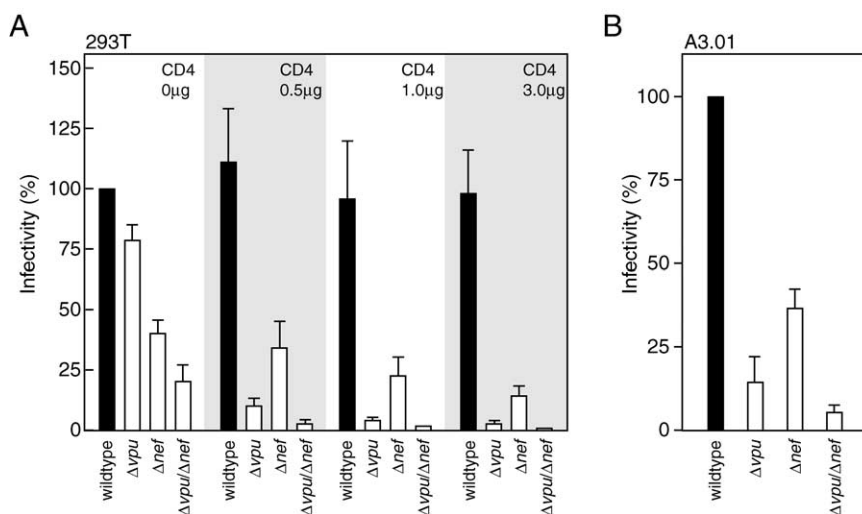 A
293T
150
125
100
75
50
25
0
Infectivity (%)
CD4
0μg
CD4
0.5μg
CD4
1.0μg
CD4
3.0μg
wildtype
Δvpu
Δnef
Δvpu/Δnef
wildtype
Δvpu
Δnef
Δvpu/Δnef
wildtype
Δvpu
Δnef
Δvpu/Δnef
wildtype
Δvpu
Δnef
Δvpu/Δnef
B
A3.01
100
75
50
25
0
Infectivity (%)
wildtype
Δvpu
Δnef
Δvpu/Δnef